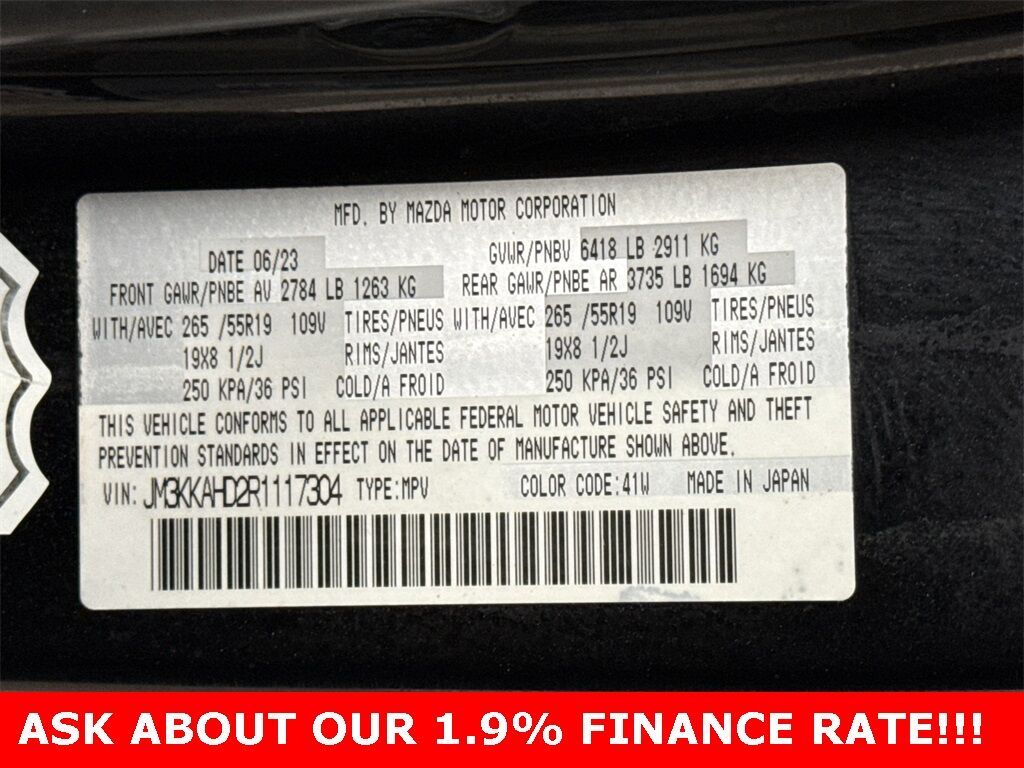 MFD. BY MAZDA MOTOR CORPORATION
DATE 06/23 GVWR/PNBV 6418 LB 2911 KG
FRONT GAWR/PNBE AV 2784 LB 1263 KG REAR GAWR/PNBE AR 3735 LB 1694 KG
WITH/AVEC 265 /55R19 109V TIRES/PNEUS WITH/AVEC 265 /55R19 109V TIRES/PNEUS
19X8 1/2J RIMS/JANTES 19X8 1/2J RIMS/JANTES
250 KPA/36 PSI COLD/A FROID 250 KPA/36 PSI COLD/A FROID
THIS VEHICLE CONFORMS TO ALL APPLICABLE FEDERAL MOTOR VEHICLE SAFETY AND THEFT
PREVENTION STANDARDS IN EFFECT ON THE DATE OF MANUFACTURE SHOWN ABOVE.
VIN: JM3KKAHD2R1117304 TYPE:MPV COLOR CODE:41W MADE IN JAPAN
ASK ABOUT OUR 1.9% FINANCE RATE!!!